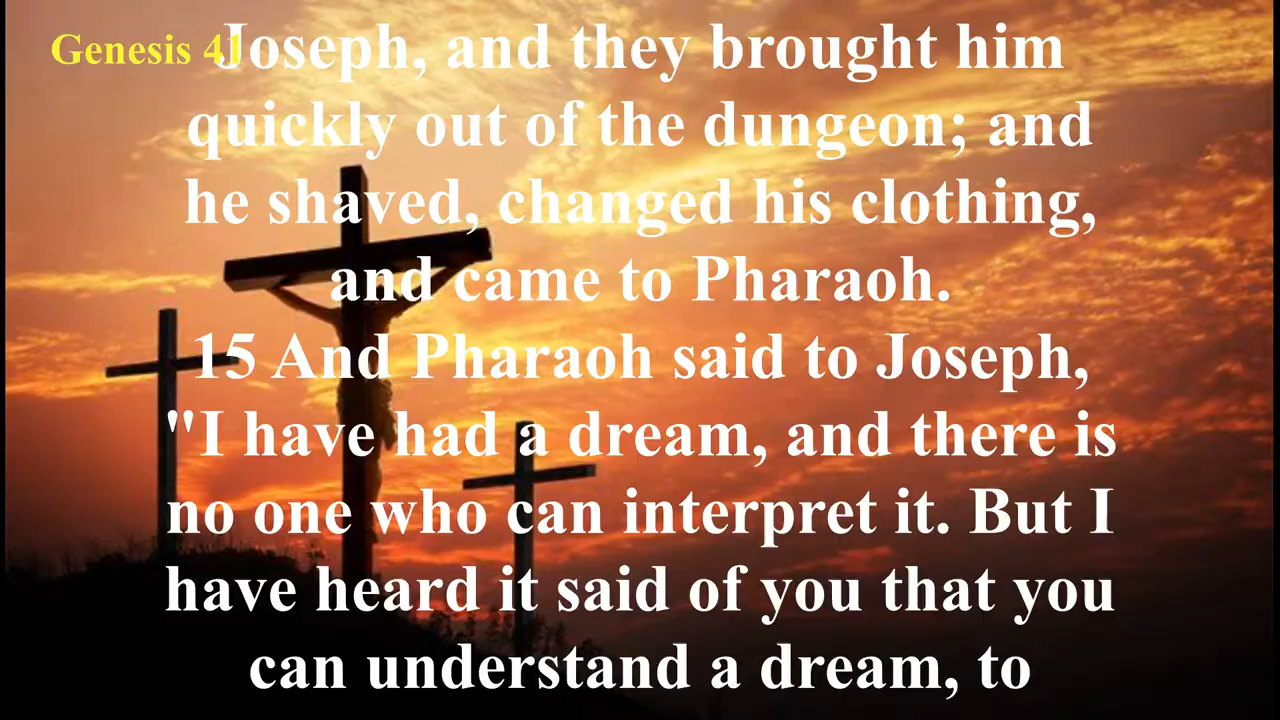 Genesis 41
Joseph, and they brought him
quickly out of the dungeon; and
he shaved, changed his clothing,
and came to Pharaoh.
15 And Pharaoh said to Joseph,
"I have had a dream, and there is
no one who can interpret it. But I
have heard it said of you that you
can understand a dream, to